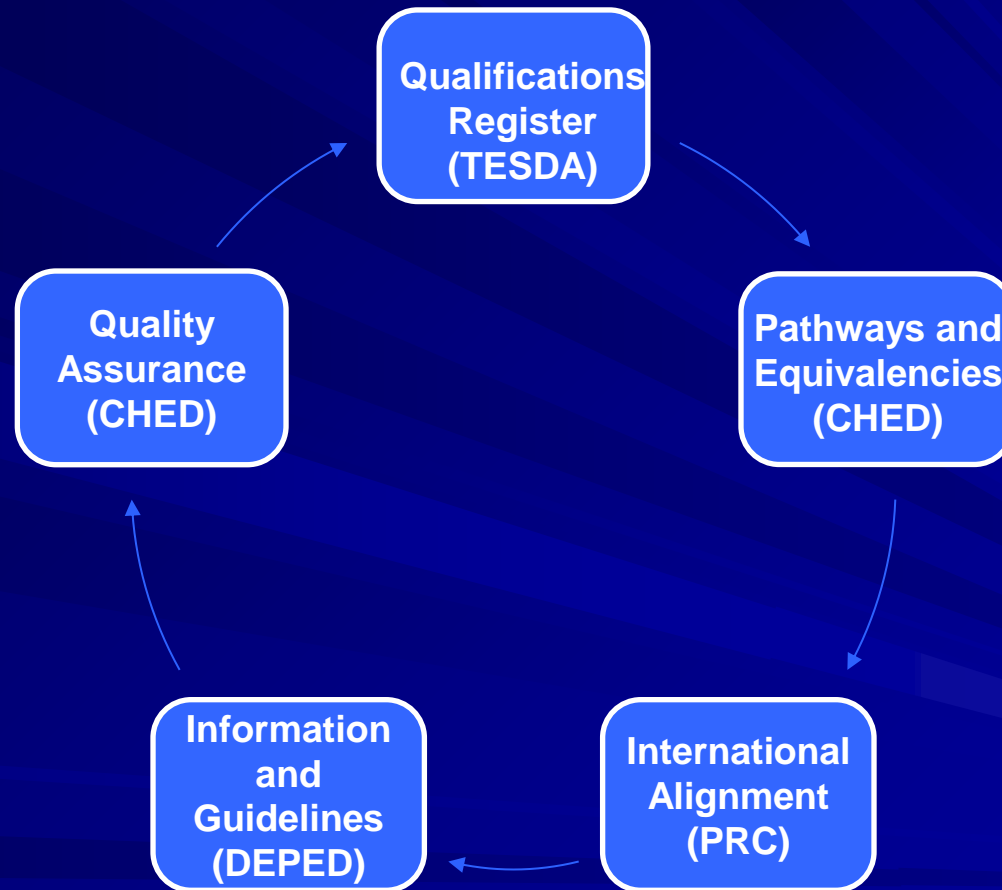 Qualifications
Register
(TESDA)
Pathways and
Equivalencies
(CHED)
International
Alignment
(PRC)
Information
and
Guidelines
(DEPED)
Quality
Assurance
(CHED)